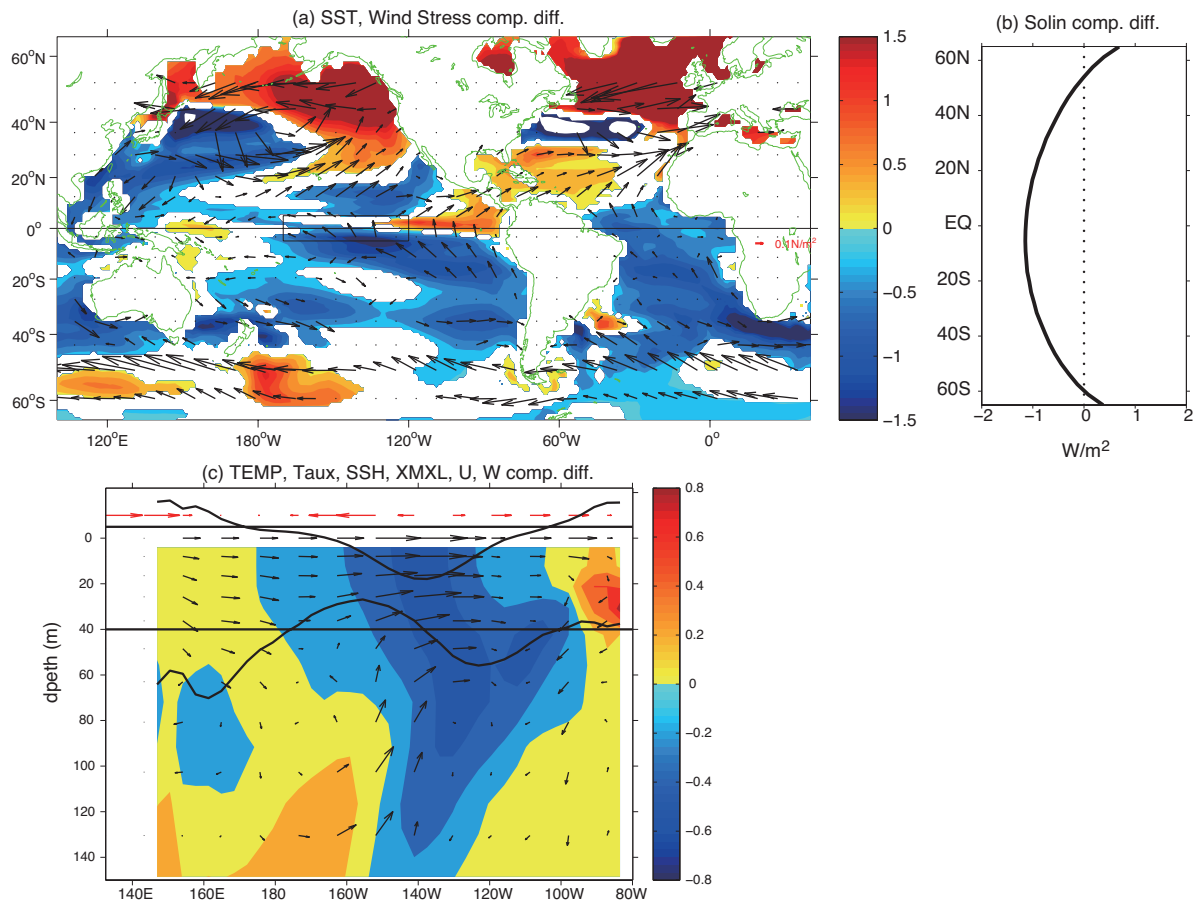 (a) SST, Wind Stress comp. diff.
60°N
40°N
20°N
0°
20°S
40°S
60°S
120°E
180°W
120°W
60°W
0°
0.1N/m²
1.5
1
0.5
0
−0.5
−1
−1.5
(b) Solin comp. diff.
60N
40N
20N
EQ
20S
40S
60S
−2
−1
0
1
2
W/m²
(c) TEMP, Taux, SSH, XMXL, U, W comp. diff.
dpeth (m)
0
20
40
60
80
100
120
140
140E
160E
180W
160W
140W
120W
100W
80W
0.8
0.6
0.4
0.2
0
−0.2
−0.4
−0.6
−0.8